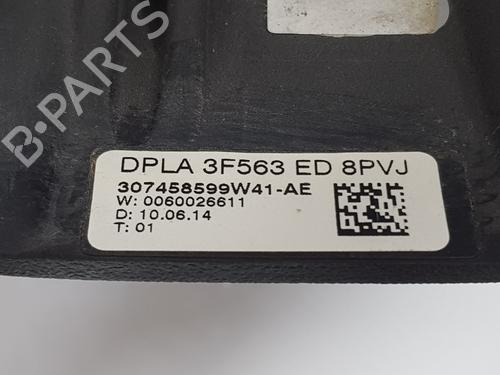 B-PARTS
DPLA 3F563 ED 8PVJ
307458599W41-AE
W: 0060026611
D: 10.06.14
T: 01